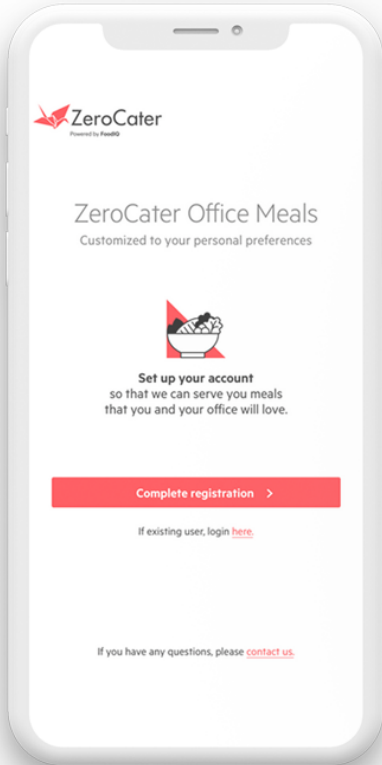 ZeroCater
Powered by FoodIQ
ZeroCater Office Meals
Customized to your personal preferences
Set up your account
so that we can serve you meals
that you and your office will love.
Complete registration >
If existing user, login here.
If you have any questions, please contact us.